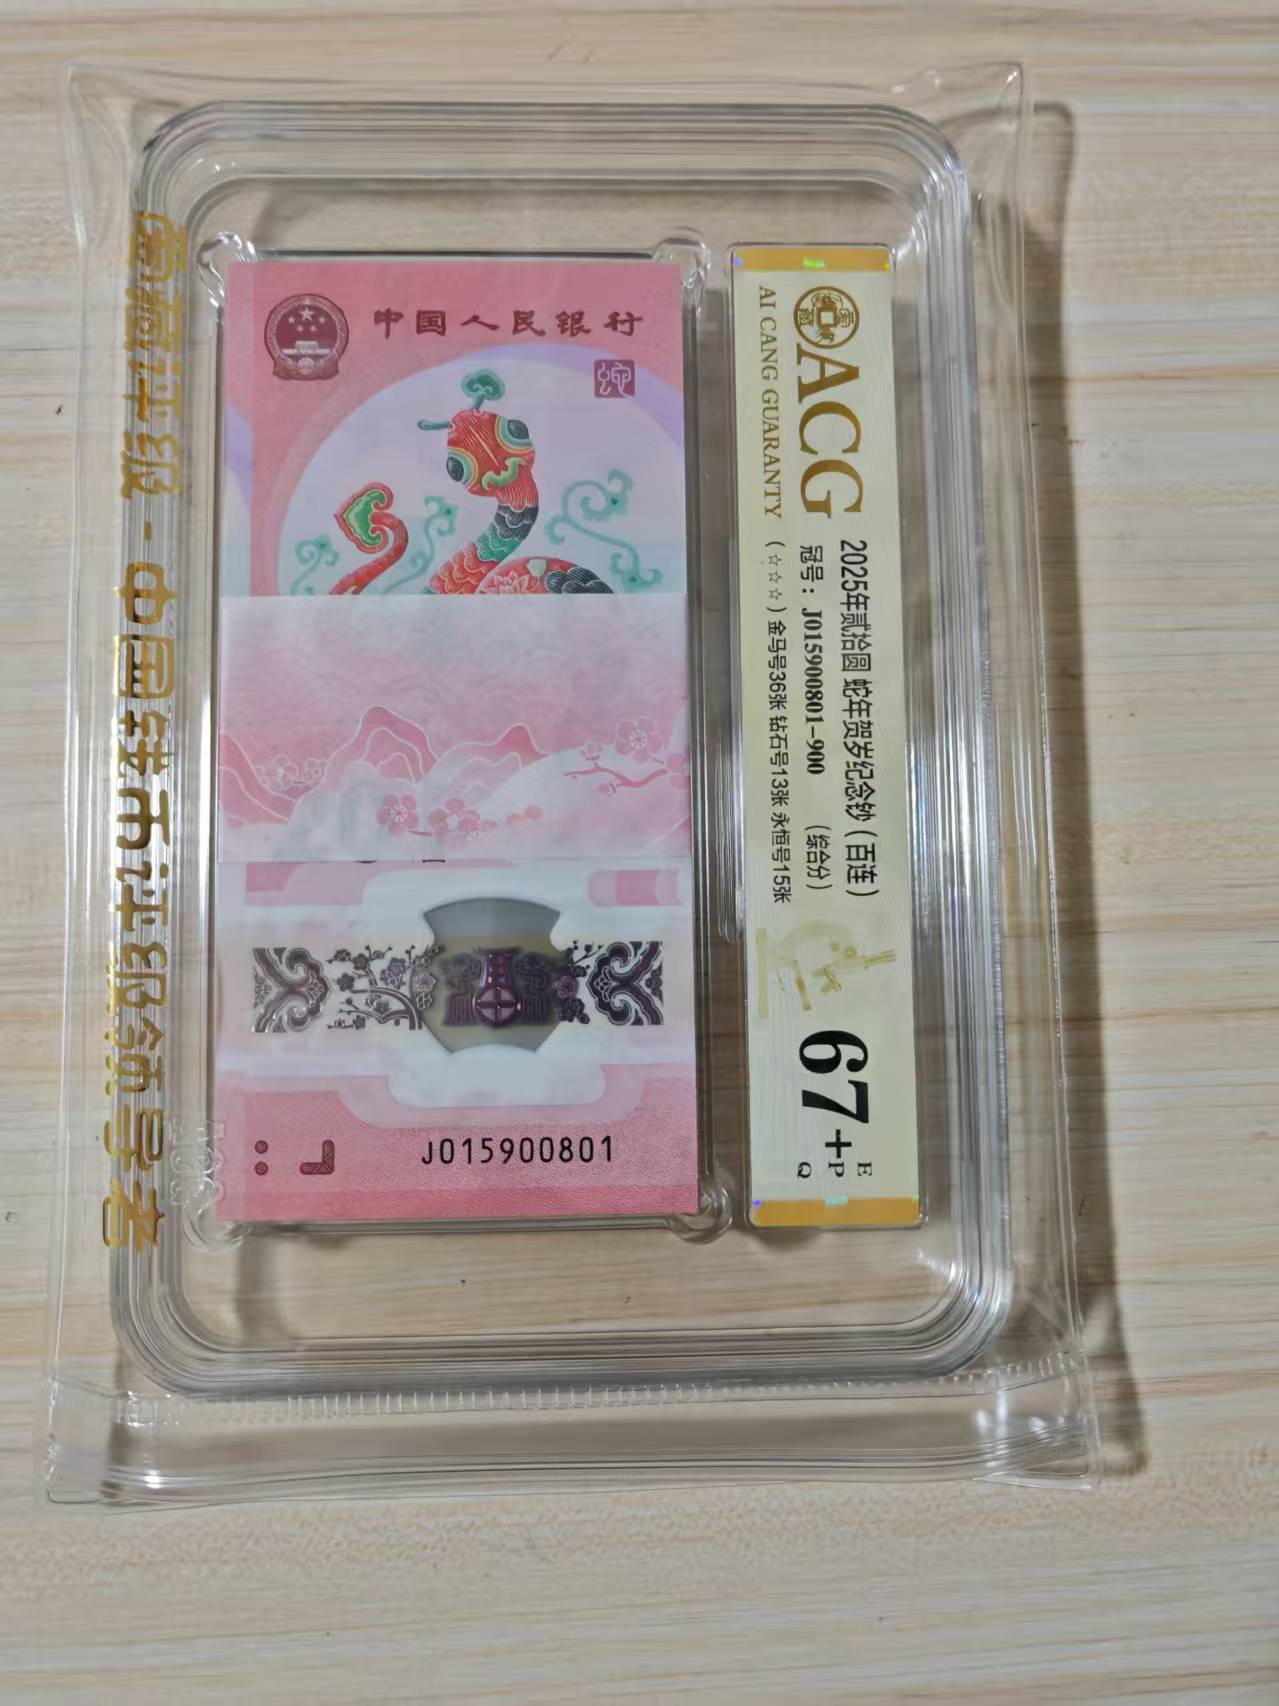 中国人民银行
蛇
J015900801
ACG
AI CANG GUARANTY
2025年贰拾圆 蛇年贺岁纪念钞（百连）
冠号：J015900801-900 （综合分）
（☆☆☆）金马号36张 钻石号13张 永恒号15张
67+
E
P
Q
爱藏评级-中国钱币评级领导者